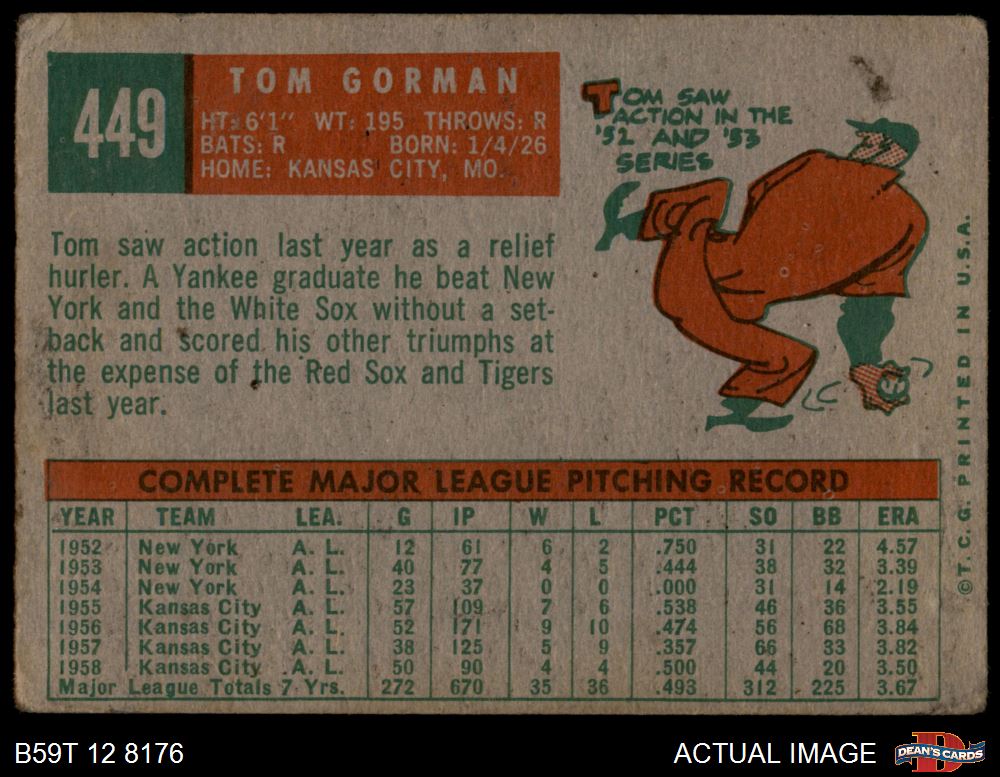 449
TOM GORMAN
HT: 6'1" WT: 195 THROWS: R
BATS: R BORN: 1/4/26
HOME: KANSAS CITY, MO.
TOM SAW
ACTION IN THE
'52 AND '53
SERIES
Tom saw action last year as a relief
hurler. A Yankee graduate he beat New
York and the White Sox without a set-
back and scored his other triumphs at
the expense of the Red Sox and Tigers
last year.
COMPLETE MAJOR LEAGUE PITCHING RECORD
YEAR TEAM LEA. G IP W L PCT SO BB ERA
1952 New York A. L. 12 61 6 2 .750 31 22 4.57
1953 New York A. L. 40 77 4 5 .444 38 32 3.39
1954 New York A. L. 23 37 0 0 .000 31 14 2.19
1955 Kansas City A. L. 57 109 7 6 .538 46 36 3.55
1956 Kansas City A. L. 52 171 9 10 .474 56 68 3.84
1957 Kansas City A. L. 38 125 5 9 .357 66 33 3.82
1958 Kansas City A. L. 50 90 4 4 .500 44 20 3.50
Major League Totals 7 Yrs. 272 670 35 36 .493 312 225 3.67
©T.C.G. PRINTED IN U.S.A.
B59T 12 8176
ACTUAL IMAGE
D
DEAN'S CARDS